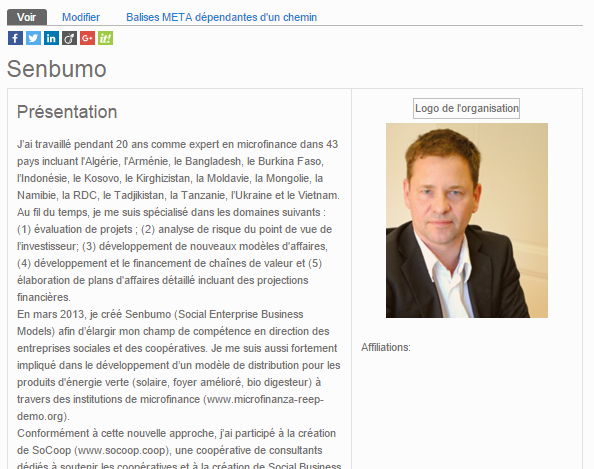 Voir Modifier Balises META dépendantes d'un chemin
f in G+ it!
Senbumo
Présentation
J'ai travaillé pendant 20 ans comme expert en microfinance dans 43
pays incluant l'Algérie, l'Arménie, le Bangladesh, le Burkina Faso,
l'Indonésie, le Kosovo, le Kirghizistan, la Moldavie, la Mongolie, la
Namibie, la RDC, le Tadjikistan, la Tanzanie, l'Ukraine et le Vietnam.
Au fil du temps, je me suis spécialisé dans les domaines suivants :
(1) évaluation de projets ; (2) analyse de risque du point de vue de
l'investisseur; (3) développement de nouveaux modèles d'affaires,
(4) développement et le financement de chaînes de valeur et (5)
élaboration de plans d'affaires détaillé incluant des projections
financières.
En mars 2013, je créé Senbumo (Social Enterprise Business
Models) afin d'élargir mon champ de compétence en direction des
entreprises sociales et des coopératives. Je me suis aussi fortement
impliqué dans le développement d'un modèle de distribution pour les
produits d'énergie verte (solaire, foyer amélioré, bio digesteur) à
travers des institutions de microfinance (www.microfinanza-reep-
demo.org).
Conformément à cette nouvelle approche, j'ai participé à la création
de SoCoop (www.socoop.coop), une coopérative de consultants
dédiés à soutenir les coopératives et à la création de Social Business
Logo de l'organisation
Affiliations: